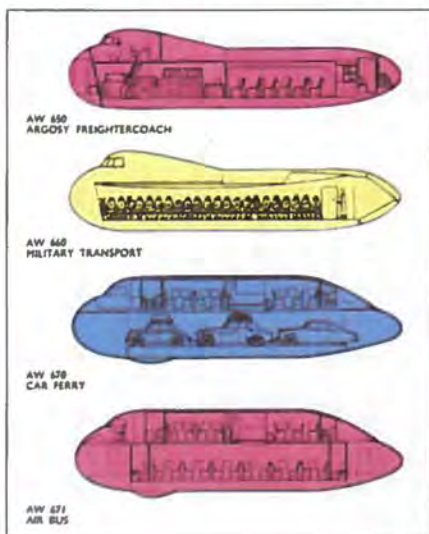 AW 650
ARGOSY FREIGHTERCOACH
AW 660
MILITARY TRANSPORT
AW 670
CAR FERRY
AW 671
AIR BUS